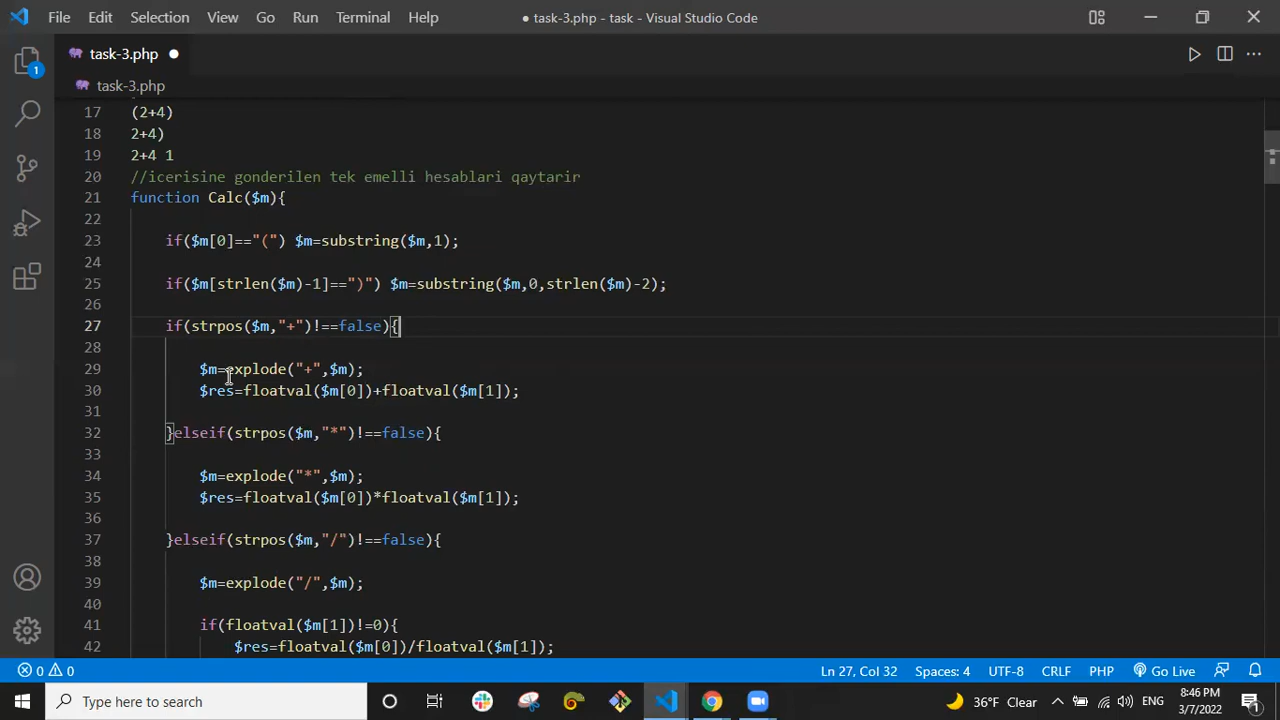 File Edit Selection View Go Run Terminal Help
● task-3.php - task - Visual Studio Code
task-3.php ●
task-3.php
1
17 (2+4)
18 2+4)
19 2+4 1
20 //icerisine gonderilen tek emelli hesablari qaytarir
21 function Calc($m){
22
23 if($m[0]=="(") $m=substring($m,1);
24
25 if($m[strlen($m)-1]==")") $m=substring($m,0,strlen($m)-2);
26
27 if(strpos($m,"+")!==false){
28
29 $m=explode("+",$m);
30 $res=floatval($m[0])+floatval($m[1]);
31
32 }elseif(strpos($m,"*")!==false){
33
34 $m=explode("*",$m);
35 $res=floatval($m[0])*floatval($m[1]);
36
37 }elseif(strpos($m,"/")!==false){
38
39 $m=explode("/",$m);
40
41 if(floatval($m[1])!=0){
42 $res=floatval($m[0])/floatval($m[1]);
0 0 Ln 27, Col 32 Spaces: 4 UTF-8 CRLF PHP Go Live
Type here to search
36°F Clear
ENG
8:46 PM
3/7/2022
1